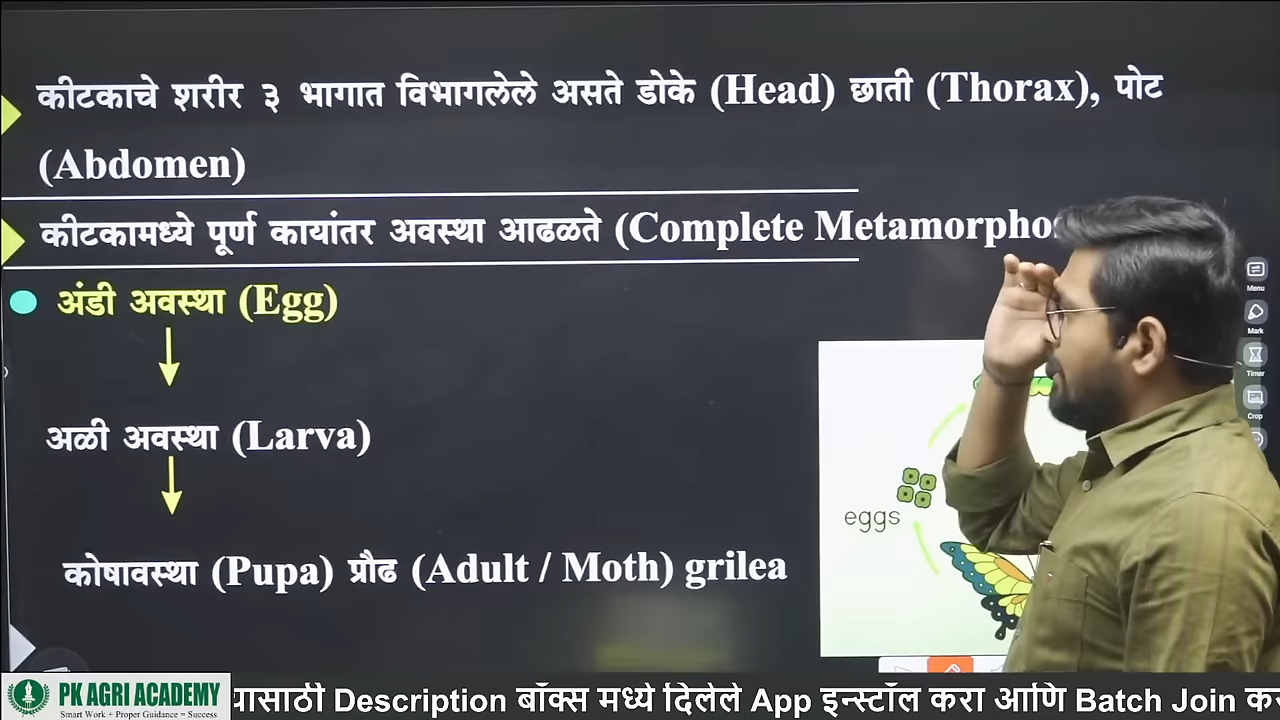 कीटकाचे शरीर ३ भागात विभागलेले असते डोके (Head) छाती (Thorax), पोट
(Abdomen)
कीटकामध्ये पूर्ण कायांतर अवस्था आढळते (Complete Metamorpho
अंडी अवस्था (Egg)
अळी अवस्था (Larva)
कोषावस्था (Pupa) प्रौढ (Adult / Moth) grilea
eggs
Menu
Mark
Timer
Crop
PK AGRI ACADEMY
Smart Work + Proper Guidance = Success
यासाठी Description बॉक्स मध्ये दिलेले App इन्स्टॉल करा आणि Batch Join क